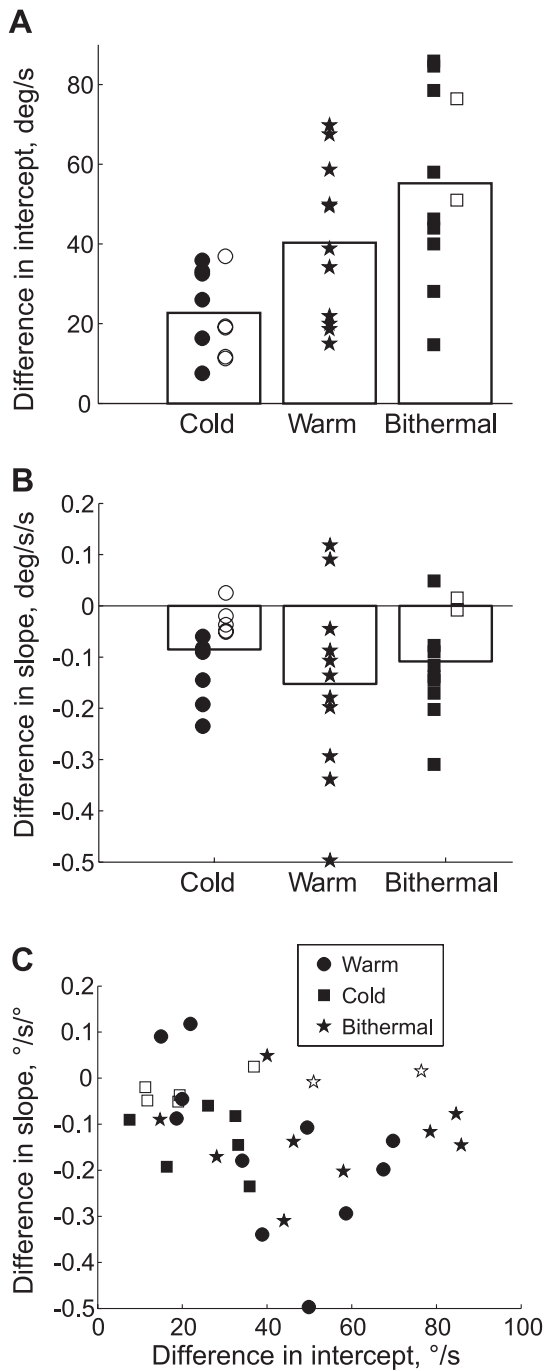 A
Difference in intercept, deg/s
80
60
40
20
0
Cold Warm Bithermal
B
Difference in slope, deg/s/s
0.2
0.1
0
-0.1
-0.2
-0.3
-0.4
-0.5
Cold Warm Bithermal
C
Warm
Cold
Bithermal
Difference in slope, °/s/°
0.2
0.1
0
-0.1
-0.2
-0.3
-0.4
-0.5
0 20 40 60 80 100
Difference in intercept, °/s